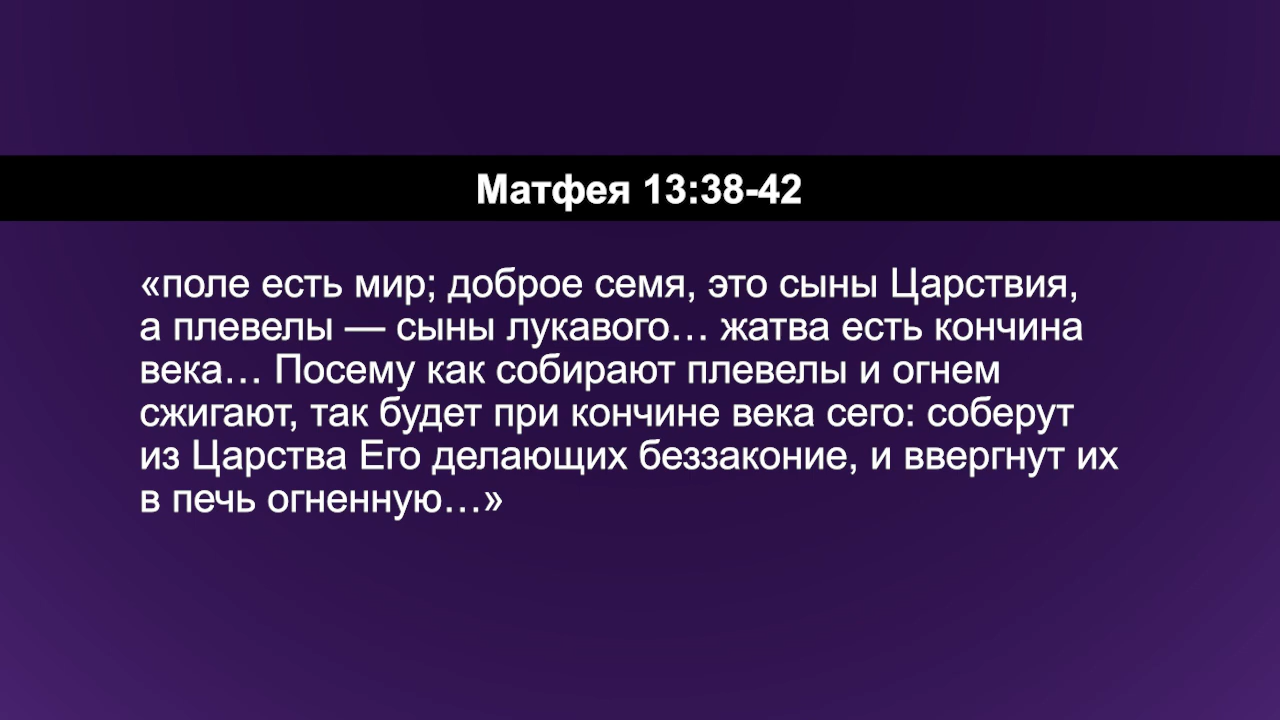 Матфея 13:38-42
«поле есть мир; доброе семя, это сыны Царствия,
а плевелы — сыны лукавого… жатва есть кончина
века… Посему как собирают плевелы и огнем
сжигают, так будет при кончине века сего: соберут
из Царства Его делающих беззаконие, и ввергнут их
в печь огненную…»